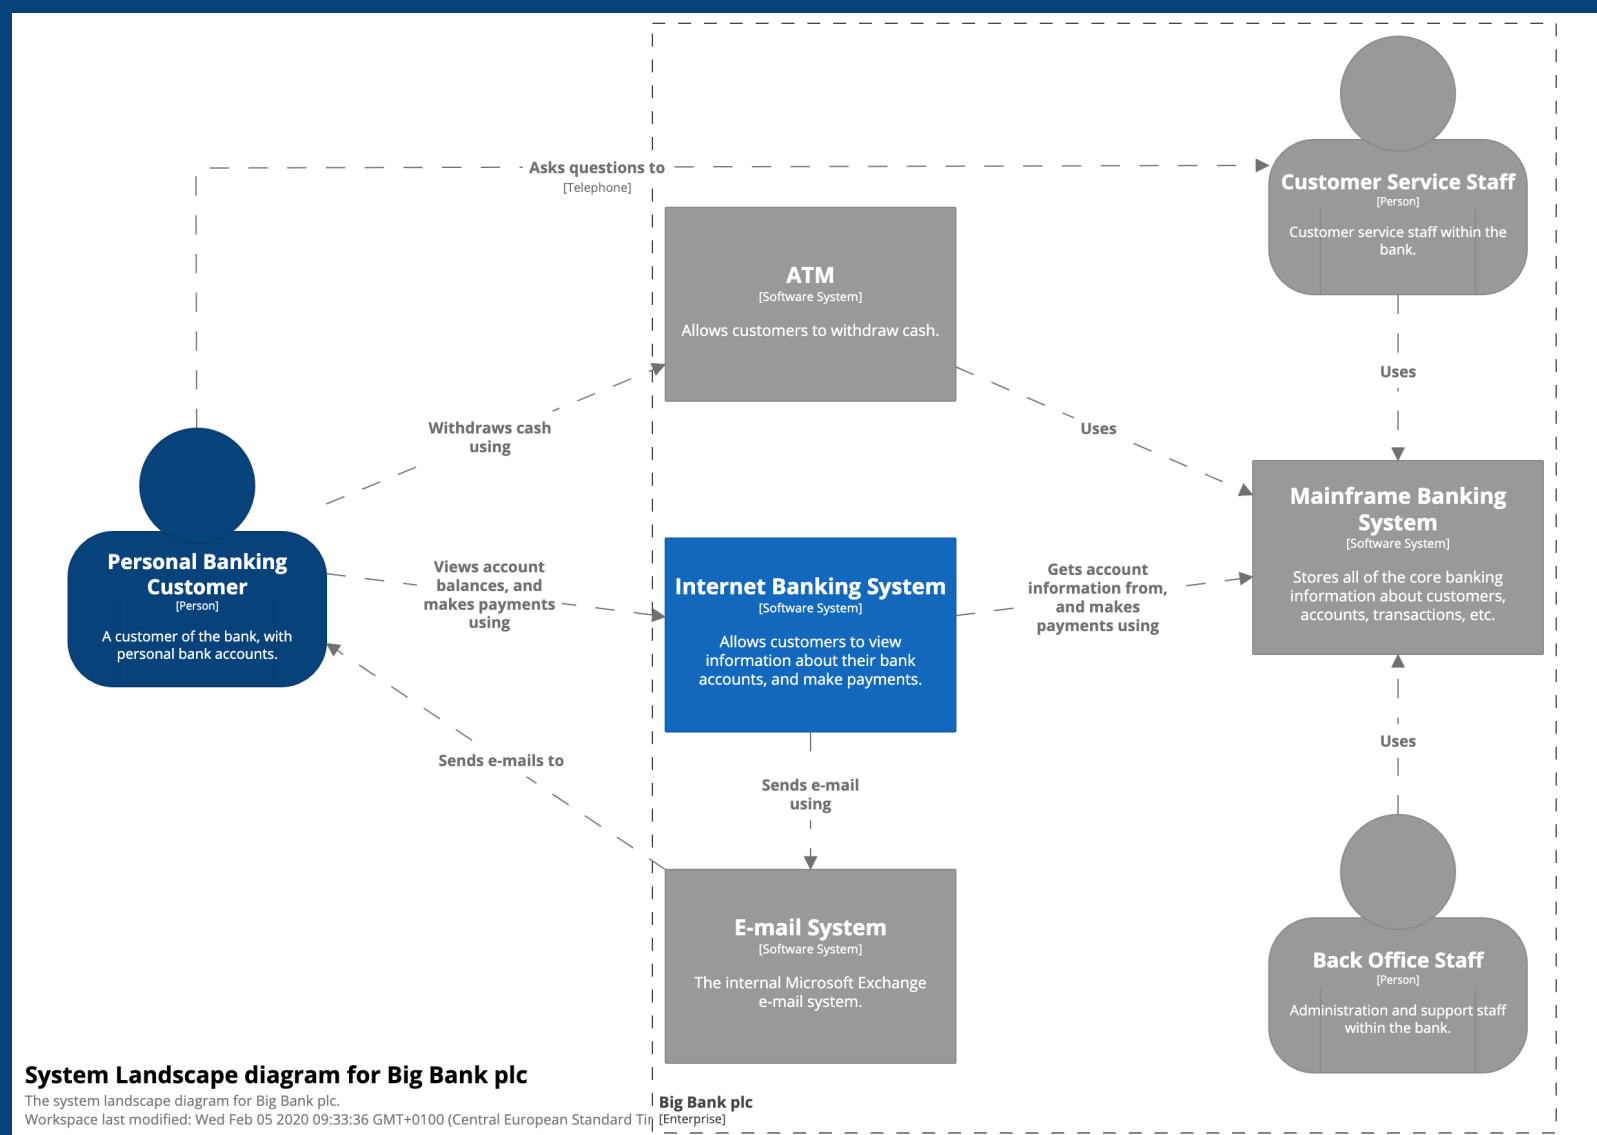 Asks questions to
[Telephone]
Customer Service Staff
[Person]
Customer service staff within the
bank.
ATM
[Software System]
Allows customers to withdraw cash.
Uses
Withdraws cash
using
Uses
Mainframe Banking
System
[Software System]
Stores all of the core banking
information about customers,
accounts, transactions, etc.
Personal Banking
Customer
[Person]
A customer of the bank, with
personal bank accounts.
Views account
balances, and
makes payments
using
Internet Banking System
[Software System]
Allows customers to view
information about their bank
accounts, and make payments.
Gets account
information from,
and makes
payments using
Sends e-mails to
Sends e-mail
using
Uses
E-mail System
[Software System]
The internal Microsoft Exchange
e-mail system.
Back Office Staff
[Person]
Administration and support staff
within the bank.
System Landscape diagram for Big Bank plc
The system landscape diagram for Big Bank plc.
Workspace last modified: Wed Feb 05 2020 09:33:36 GMT+0100 (Central European Standard
Big Bank plc
[Enterprise]